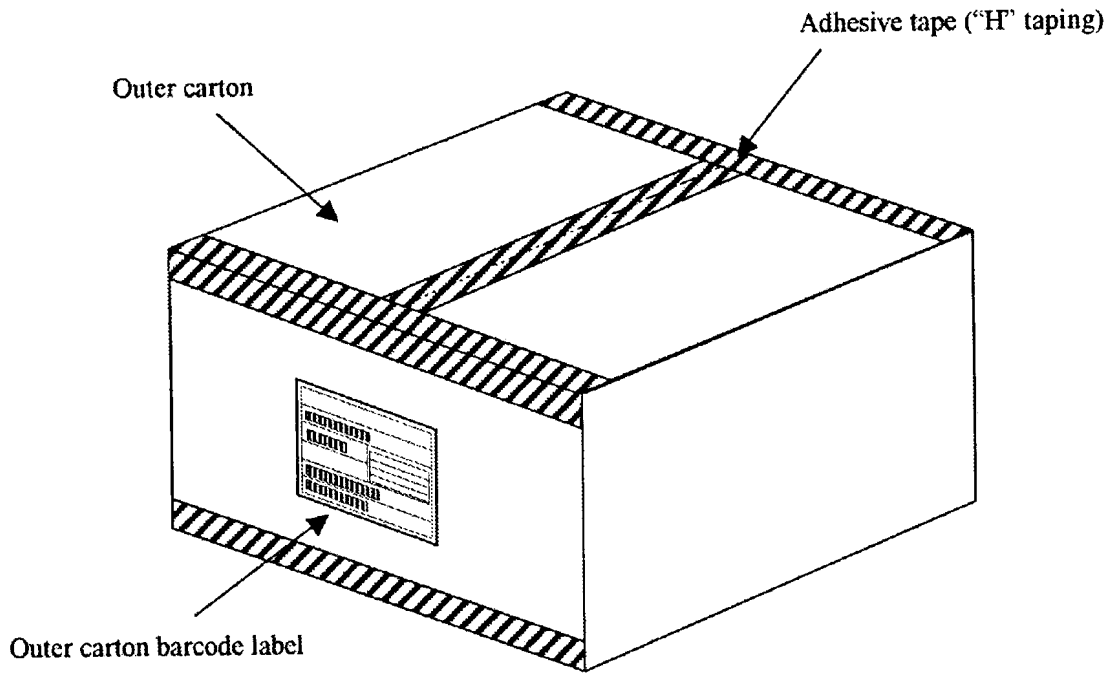 Adhesive tape (“H” taping)
Outer carton
Outer carton barcode label